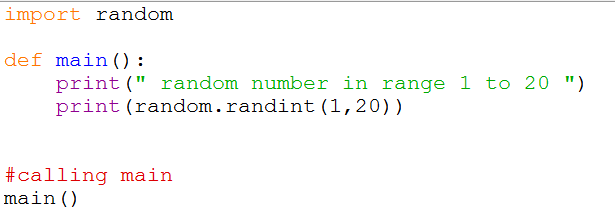 import random
def main():
    print(" random number in range 1 to 20 ")
    print(random.randint(1,20))
#calling main
main()